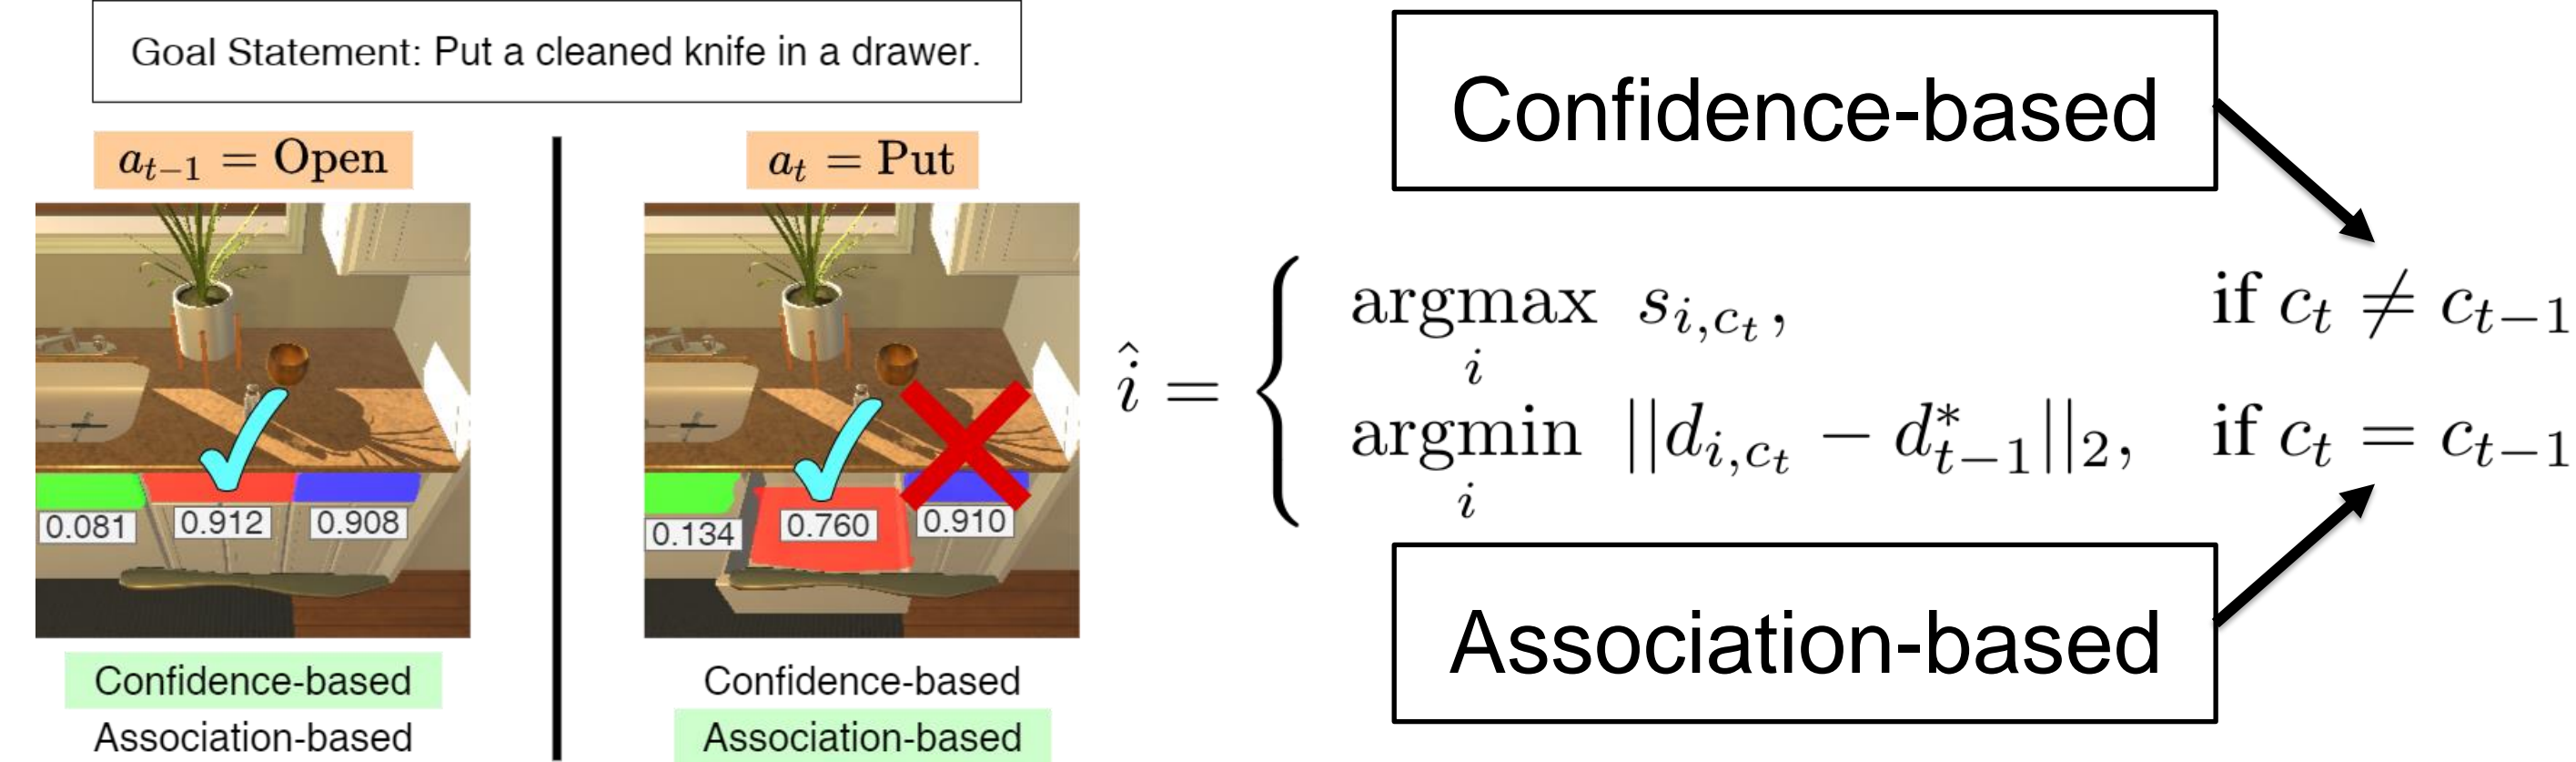 Goal Statement: Put a cleaned knife in a drawer.
a_{t−1} = Open
a_t = Put
0.081
0.912
0.908
0.134
0.760
0.910
Confidence-based
Association-based
Confidence-based
Association-based
Confidence-based
î = { argmax_i s_{i,c_t}, if c_t ≠ c_{t−1}
argmin_i ||d_{i,c_t} − d*_{t−1}||_2, if c_t = c_{t−1}
Association-based